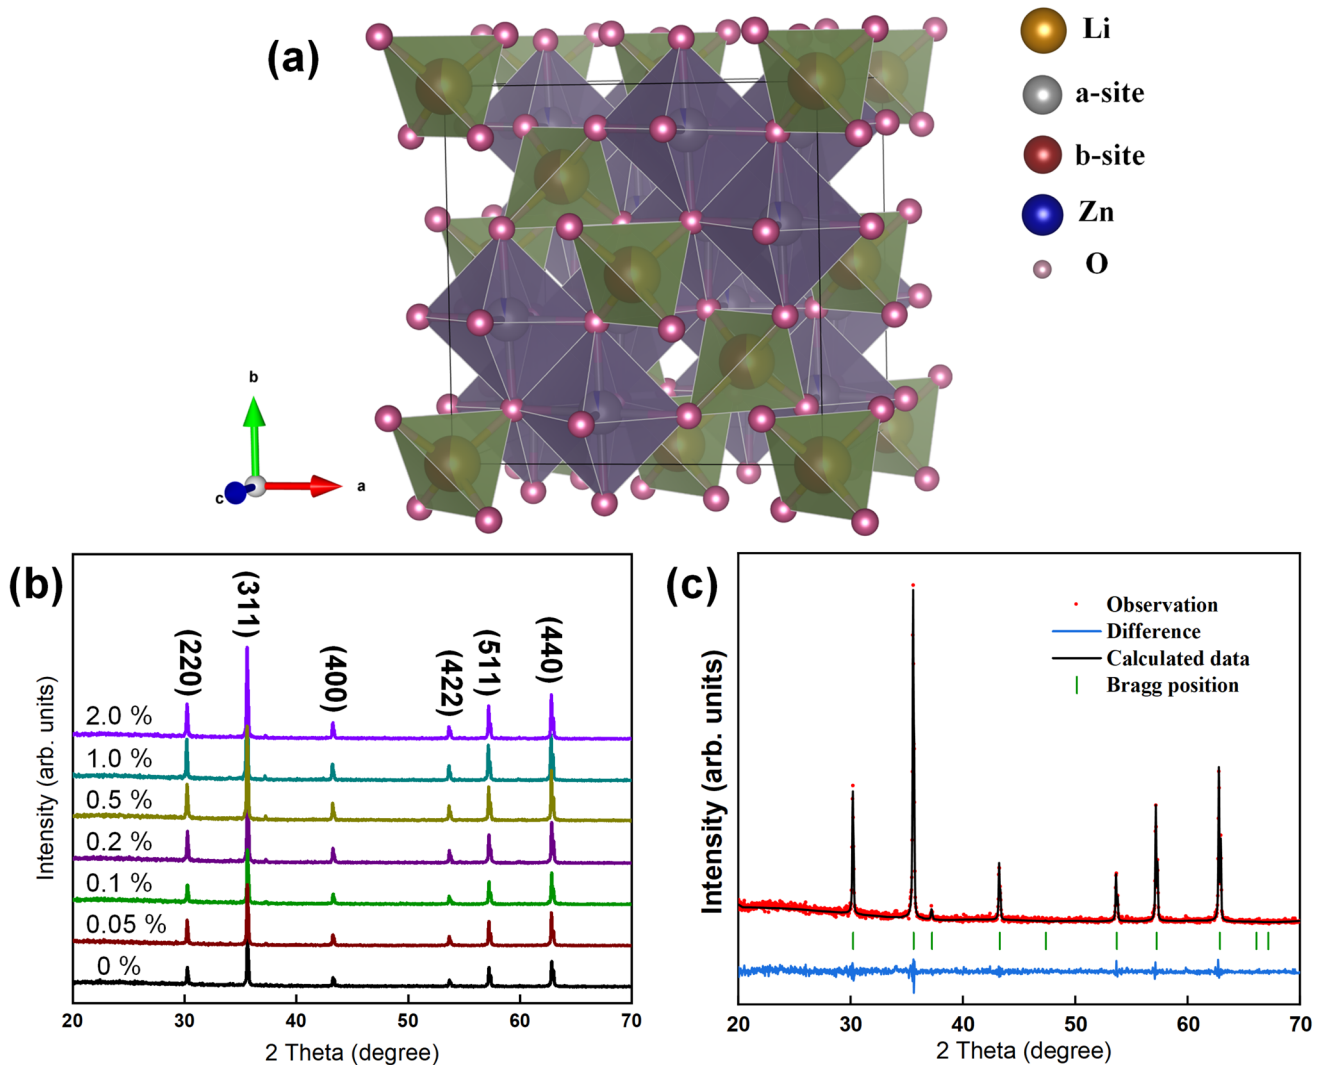 (a)
Li
a-site
b-site
Zn
O
b
a
c
(b)
(220)
(311)
(400)
(422)
(511)
(440)
2.0 %
1.0 %
0.5 %
0.2 %
0.1 %
0.05 %
0 %
Intensity (arb. units)
20 30 40 50 60 70
2 Theta (degree)
(c)
Observation
Difference
Calculated data
Bragg position
Intensity (arb. units)
20 30 40 50 60 70
2 Theta (degree)